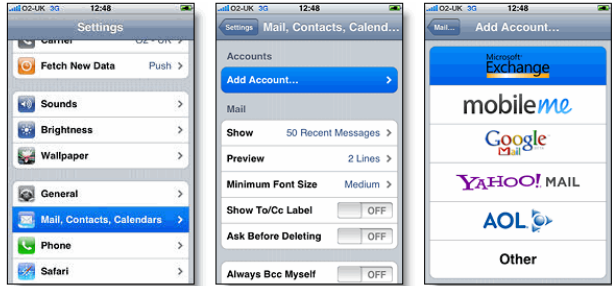 O2-UK 3G 12:48
Settings
Carrier O2 - UK
Fetch New Data Push
Sounds
Brightness
Wallpaper
General
Mail, Contacts, Calendars
Phone
Safari
O2-UK 3G 12:48
Settings Mail, Contacts, Calend...
Accounts
Add Account...
Mail
Show 50 Recent Messages
Preview 2 Lines
Minimum Font Size Medium
Show To/Cc Label OFF
Ask Before Deleting OFF
Always Bcc Myself OFF
O2-UK 3G 12:48
Mail... Add Account...
Microsoft
Exchange
mobileme
Google
Mail
YAHOO! MAIL
AOL
Other